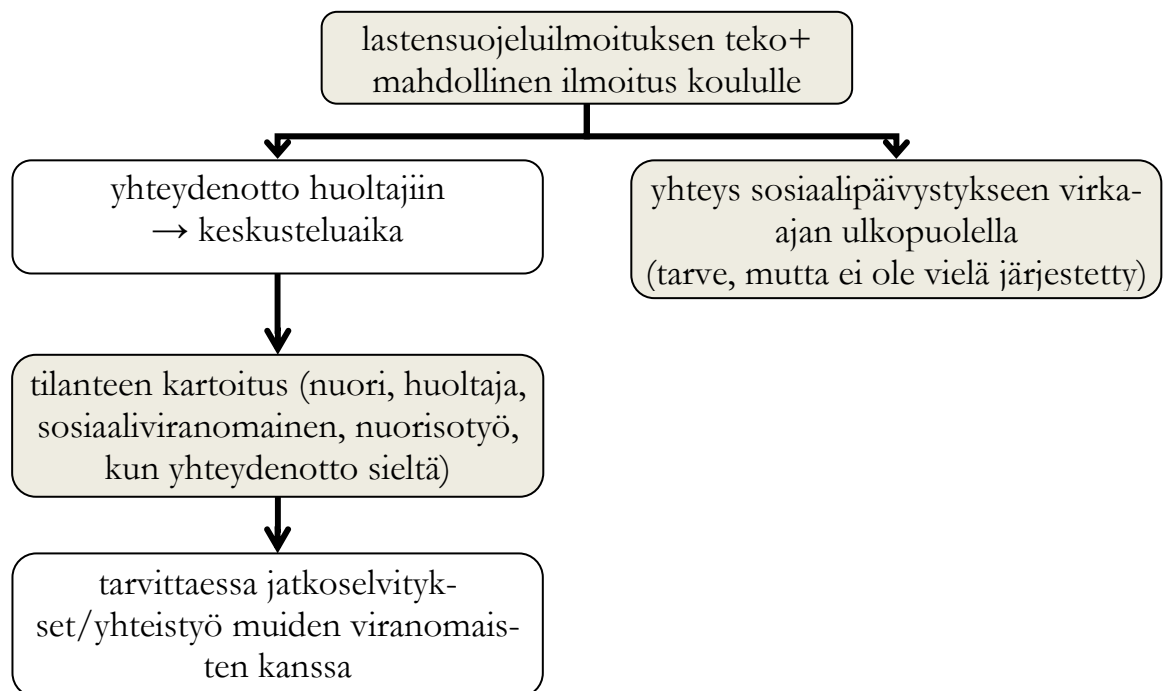 lastensuojeluilmoituksen teko+
mahdollinen ilmoitus koululle
yhteydenotto huoltajiin
→ keskusteluaika
yhteys sosiaalipäivystykseen virka-
ajan ulkopuolella
(tarve, mutta ei ole vielä järjestetty)
tilanteen kartoitus (nuori, huoltaja,
sosiaaliviranomainen, nuorisotyö,
kun yhteydenotto sieltä)
tarvittaessa jatkoselvityk-
set/yhteistyö muiden viranomais-
ten kanssa